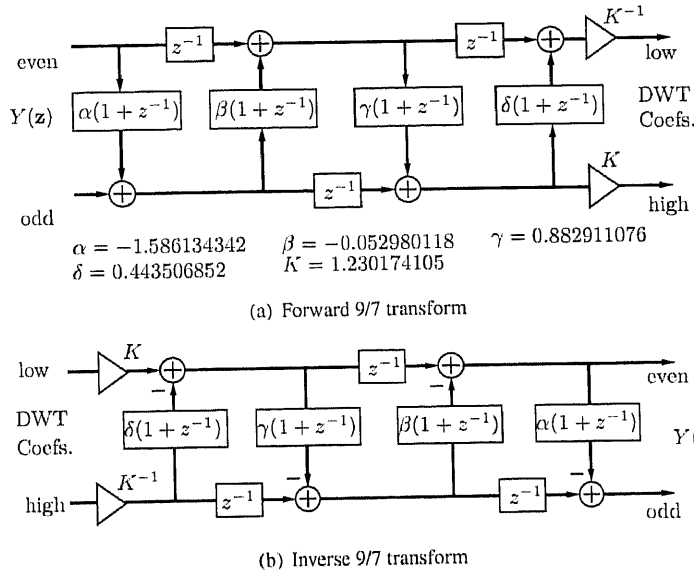 K⁻¹
even z⁻¹ z⁻¹ low
Y(z) α(1 + z⁻¹) β(1 + z⁻¹) γ(1 + z⁻¹) δ(1 + z⁻¹) DWT
Coefs.
odd z⁻¹ K high
α = −1.586134342 β = −0.052980118 γ = 0.882911076
δ = 0.443506852 K = 1.230174105
(a) Forward 9/7 transform
low K z⁻¹ even
DWT
Coefs. δ(1 + z⁻¹) γ(1 + z⁻¹) β(1 + z⁻¹) α(1 + z⁻¹) Y(
high K⁻¹ z⁻¹ z⁻¹ odd
(b) Inverse 9/7 transform